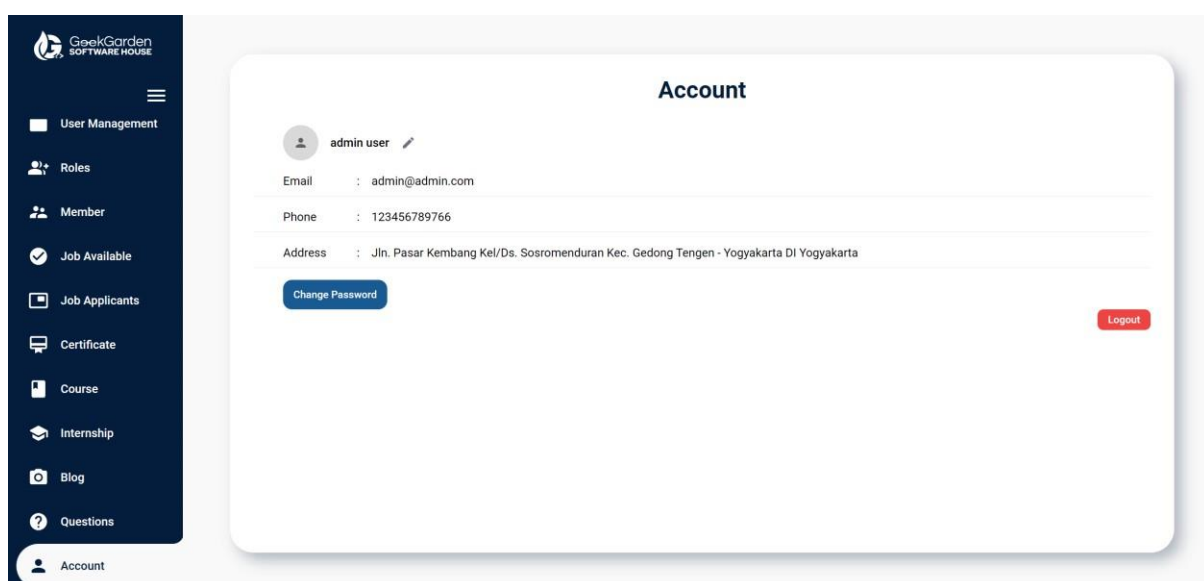 GeekGarden
SOFTWARE HOUSE
User Management
Roles
Member
Job Available
Job Applicants
Certificate
Course
Internship
Blog
Questions
Account
Account
admin user
Email : admin@admin.com
Phone : 123456789766
Address : Jln. Pasar Kembang Kel/Ds. Sosromenduran Kec. Gedong Tengen - Yogyakarta DI Yogyakarta
Change Password
Logout